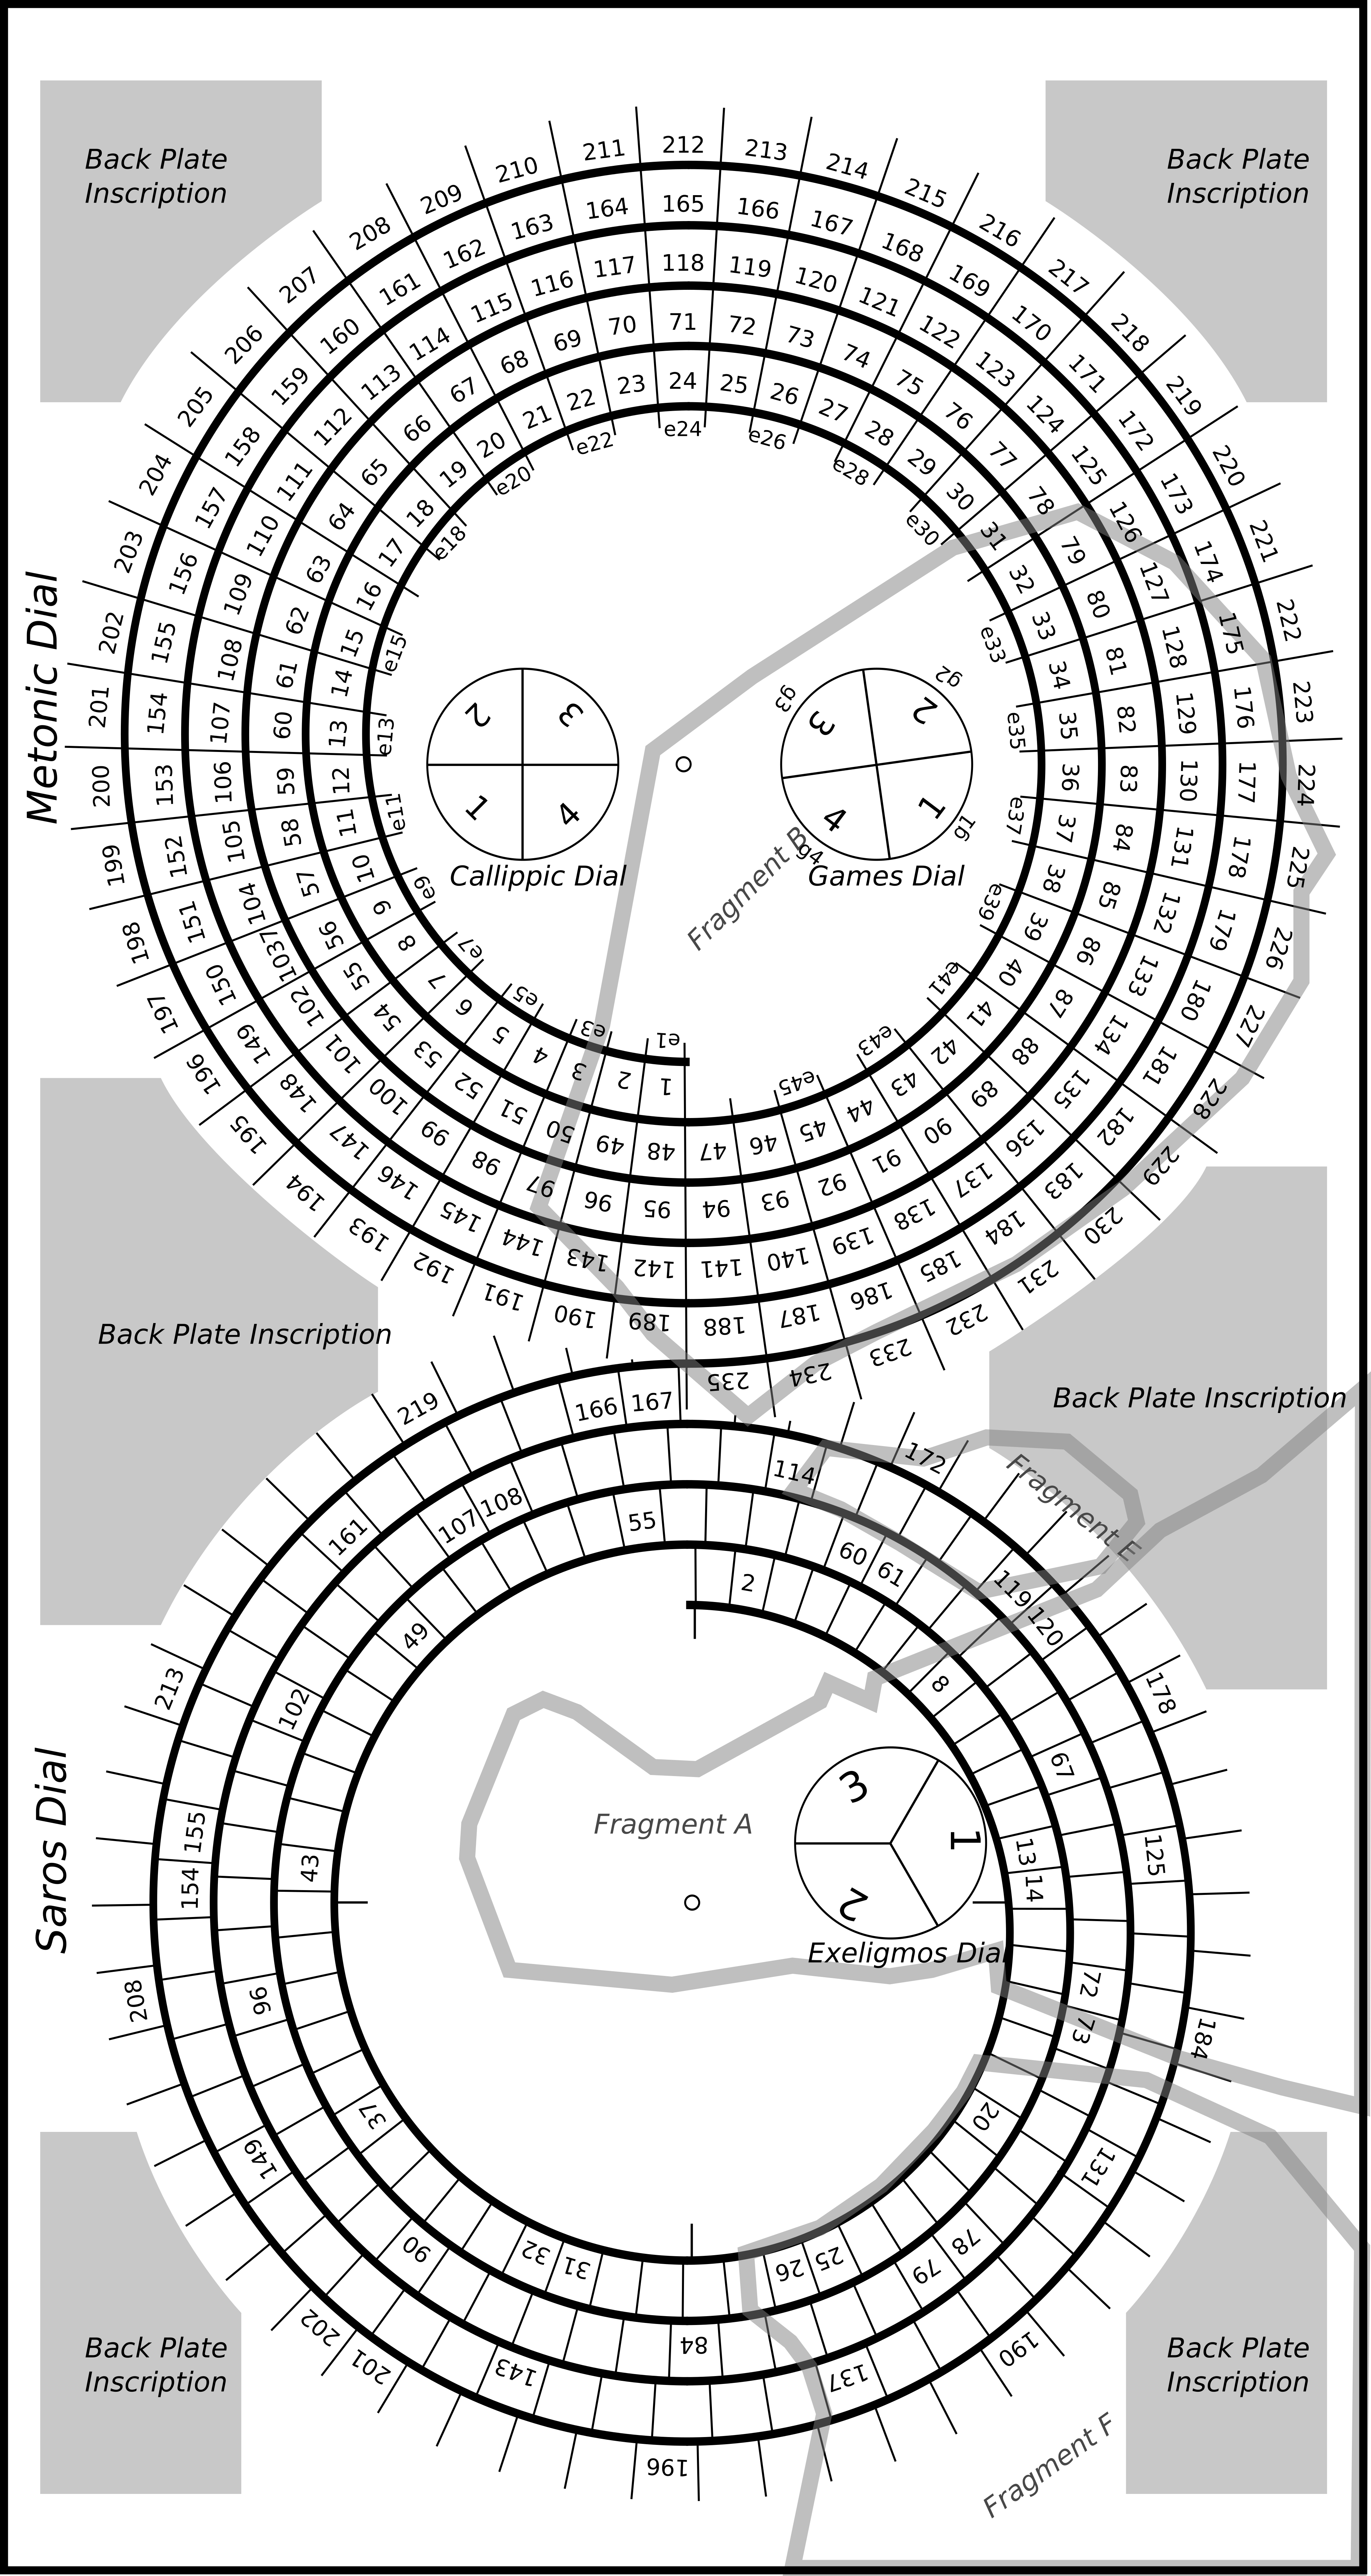 Back Plate
Inscription
Back Plate
Inscription
Metonic Dial
1 2 3 4 5 6 7 8 9 10 11 12 13 14 15 16 17 18 19 20 21 22 23 24 25 26 27 28 29 30 31 32 33 34 35 36 37 38 39 40 41 42 43 44 45 46 47
48 49 50 51 52 53 54 55 56 57 58 59 60 61 62 63 64 65 66 67 68 69 70 71 72 73 74 75 76 77 78 79 80 81 82 83 84 85 86 87 88 89 90 91 92 93 94
95 96 97 98 99 100 101 102 1037 104 105 106 107 108 109 110 111 112 113 114 115 116 117 118 119 120 121 122 123 124 125 126 127 128 129 130 131 132 133 134 135 136 137 138 139 140 141
142 143 144 145 146 147 148 149 150 151 152 153 154 155 156 157 158 159 160 161 162 163 164 165 166 167 168 169 170 171 172 173 174 175 176 177 178 179 180 181 182 183 184 185 186 187 188
189 190 191 192 193 194 195 196 197 198 199 200 201 202 203 204 205 206 207 208 209 210 211 212 213 214 215 216 217 218 219 220 221 222 223 224 225 226 227 228 229 230 231 232 233 234 235
e1 e3 e5 e7 e9 e11 e13 e15 e18 e20 e22 e24 e26 e28 e30 e33 e35 e37 e39 e41 e43 e45
1 2 3 4
Callippic Dial
1 2 3 4
g1 g2 g3 g4
Games Dial
Fragment B
Back Plate Inscription
Back Plate Inscription
Fragment E
Saros Dial
2 8 13 14 20 25 26 31 32 37 43 49 55
60 61 67 72 73 78 79 84 90 96 102 107 108
114 119 120 125 131 137 143 149 154 155 161 166 167
172 178 184 190 196 201 202 208 213 219
Fragment A
1 2 3
Exeligmos Dial
Back Plate
Inscription
Back Plate
Inscription
Fragment F